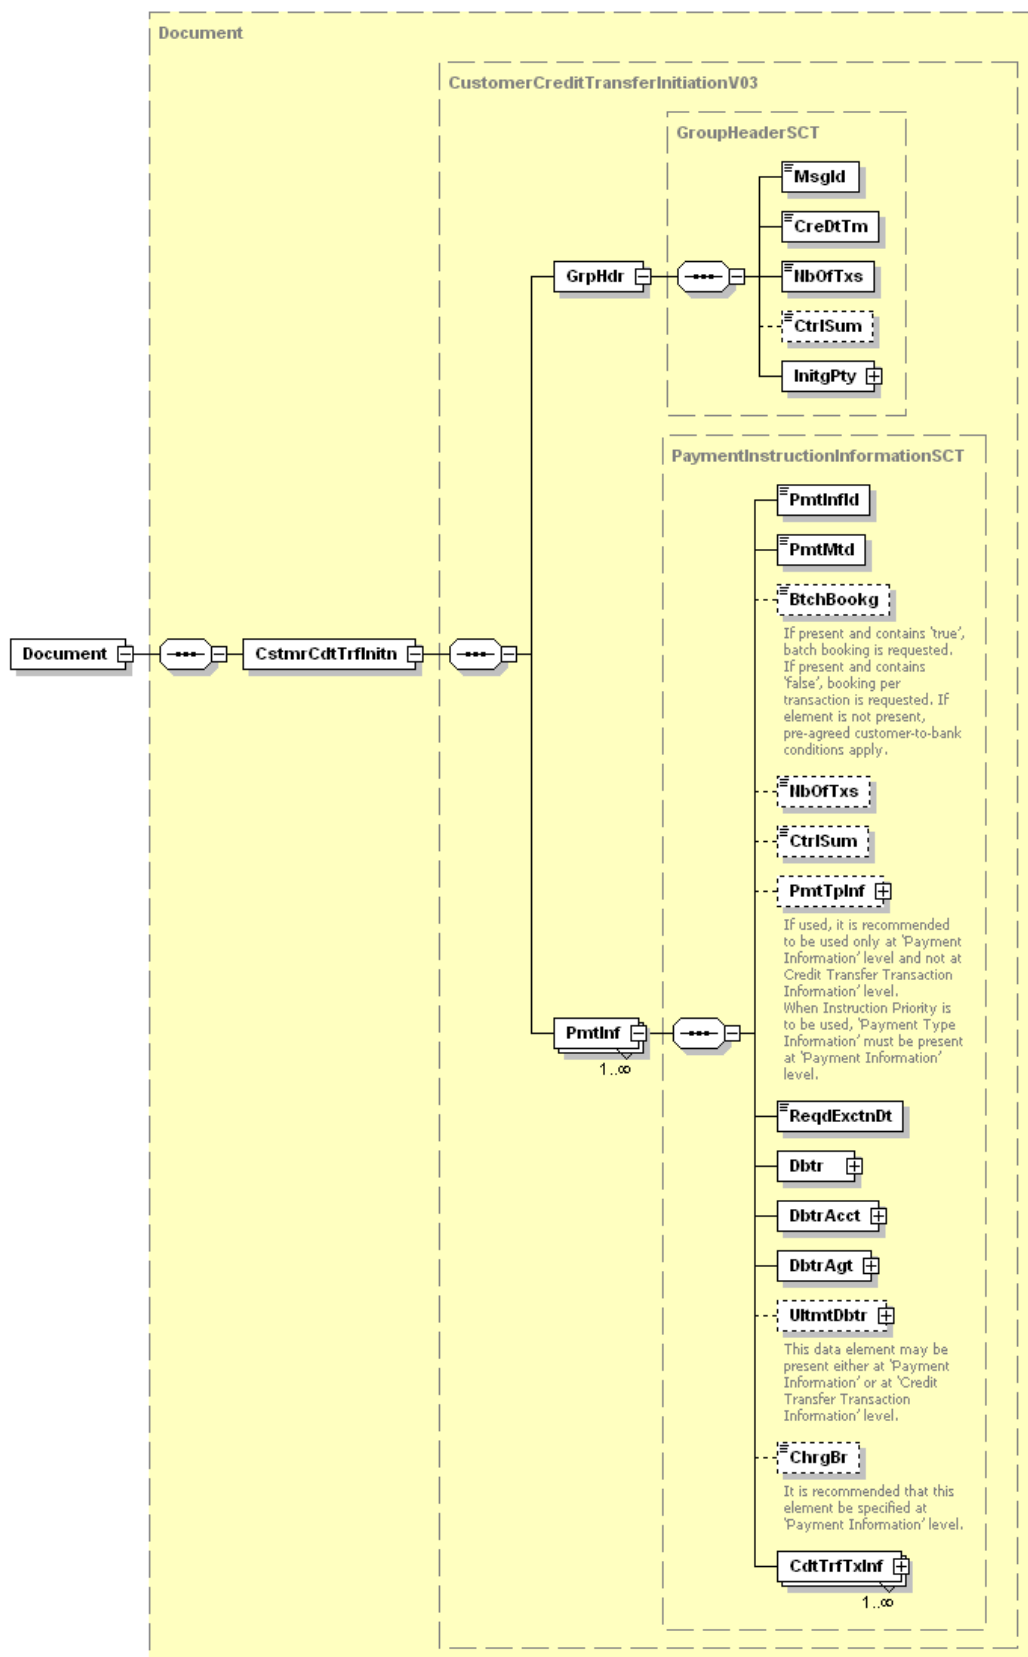 Document
CustomerCreditTransferInitiationV03
GroupHeaderSCT
MsgId
CreDtTm
GrpHdr
NbOfTxs
CtrlSum
InitgPty
PaymentInstructionInformationSCT
PmtInfId
PmtMtd
BtchBookg
If present and contains 'true',
batch booking is requested.
If present and contains
'false', booking per
transaction is requested. If
element is not present,
pre-agreed customer-to-bank
conditions apply.
Document
CstmrCdtTrfInitn
NbOfTxs
CtrlSum
PmtTpInf
If used, it is recommended
to be used only at 'Payment
Information' level and not at
Credit Transfer Transaction
Information' level.
When Instruction Priority is
to be used, 'Payment Type
Information' must be present
at 'Payment Information'
level.
PmtInf
1..∞
ReqdExctnDt
Dbtr
DbtrAcct
DbtrAgt
UltmtDbtr
This data element may be
present either at 'Payment
Information' or at 'Credit
Transfer Transaction
Information' level.
ChrgBr
It is recommended that this
element be specified at
'Payment Information' level.
CdtTrfTxInf
1..∞